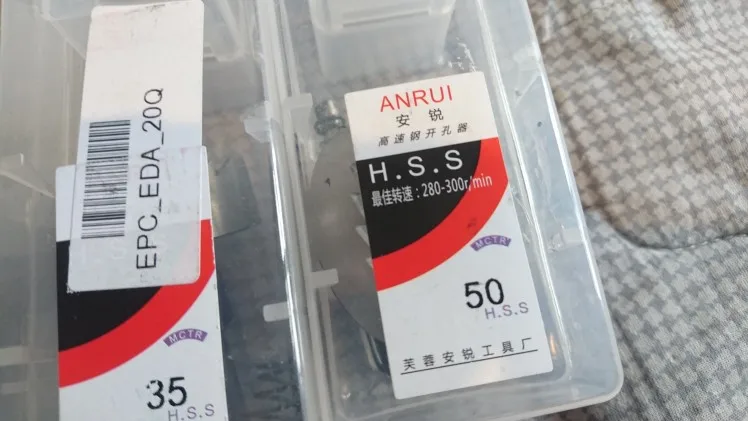 EPC_EDA_20Q
MCTR
35
H.S.S
ANRUI
安锐
高速钢开孔器
H.S.S
最佳转速:280-300r/min
MCTR
50
H.S.S
芙蓉安锐工具厂